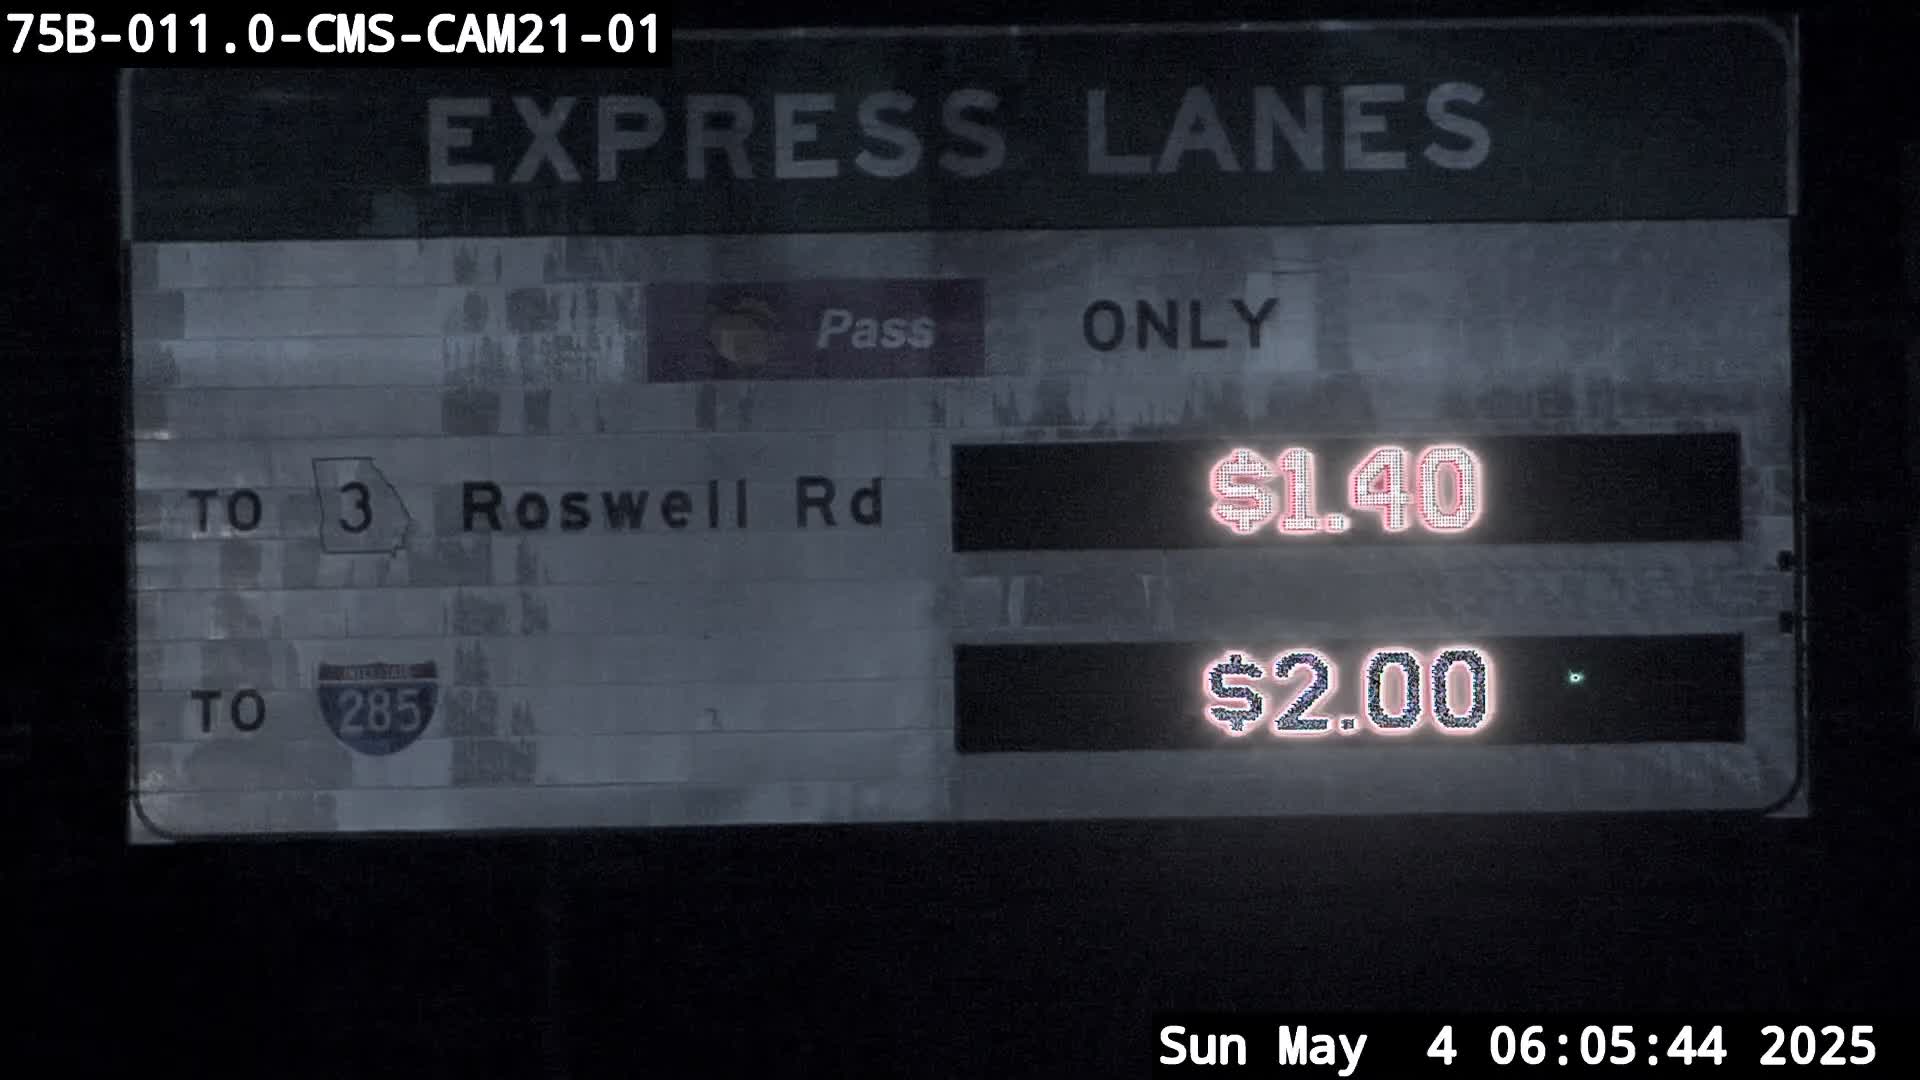 75B-011.0-CMS-CAM21-01
EXPRESS LANES
Pass ONLY
TO 3 Roswell Rd $1.40
INTERSTATE
TO 285 $2.00
Sun May 4 06:05:44 2025